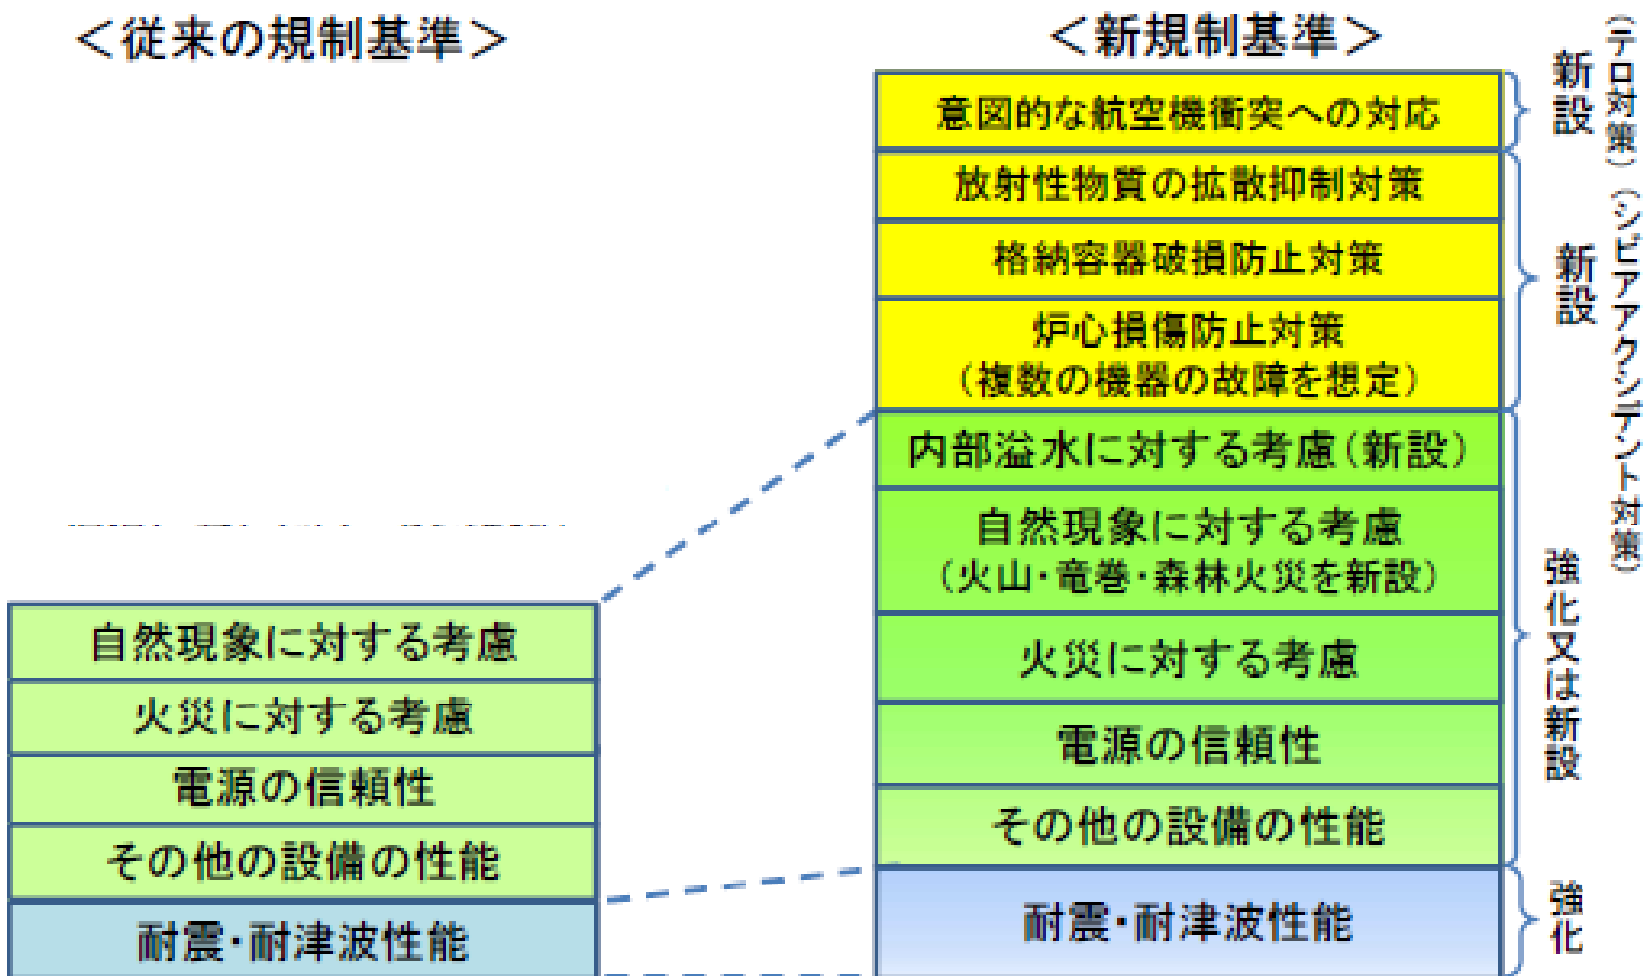 ＜従来の規制基準＞
自然現象に対する考慮
火災に対する考慮
電源の信頼性
その他の設備の性能
耐震・耐津波性能
＜新規制基準＞
意図的な航空機衝突への対応
放射性物質の拡散抑制対策
格納容器破損防止対策
炉心損傷防止対策
（複数の機器の故障を想定）
内部溢水に対する考慮（新設）
自然現象に対する考慮
（火山・竜巻・森林火災を新設）
火災に対する考慮
電源の信頼性
その他の設備の性能
耐震・耐津波性能
新設
（テロ対策）
新設
（シビアアクシデント対策）
強化又は新設
強化